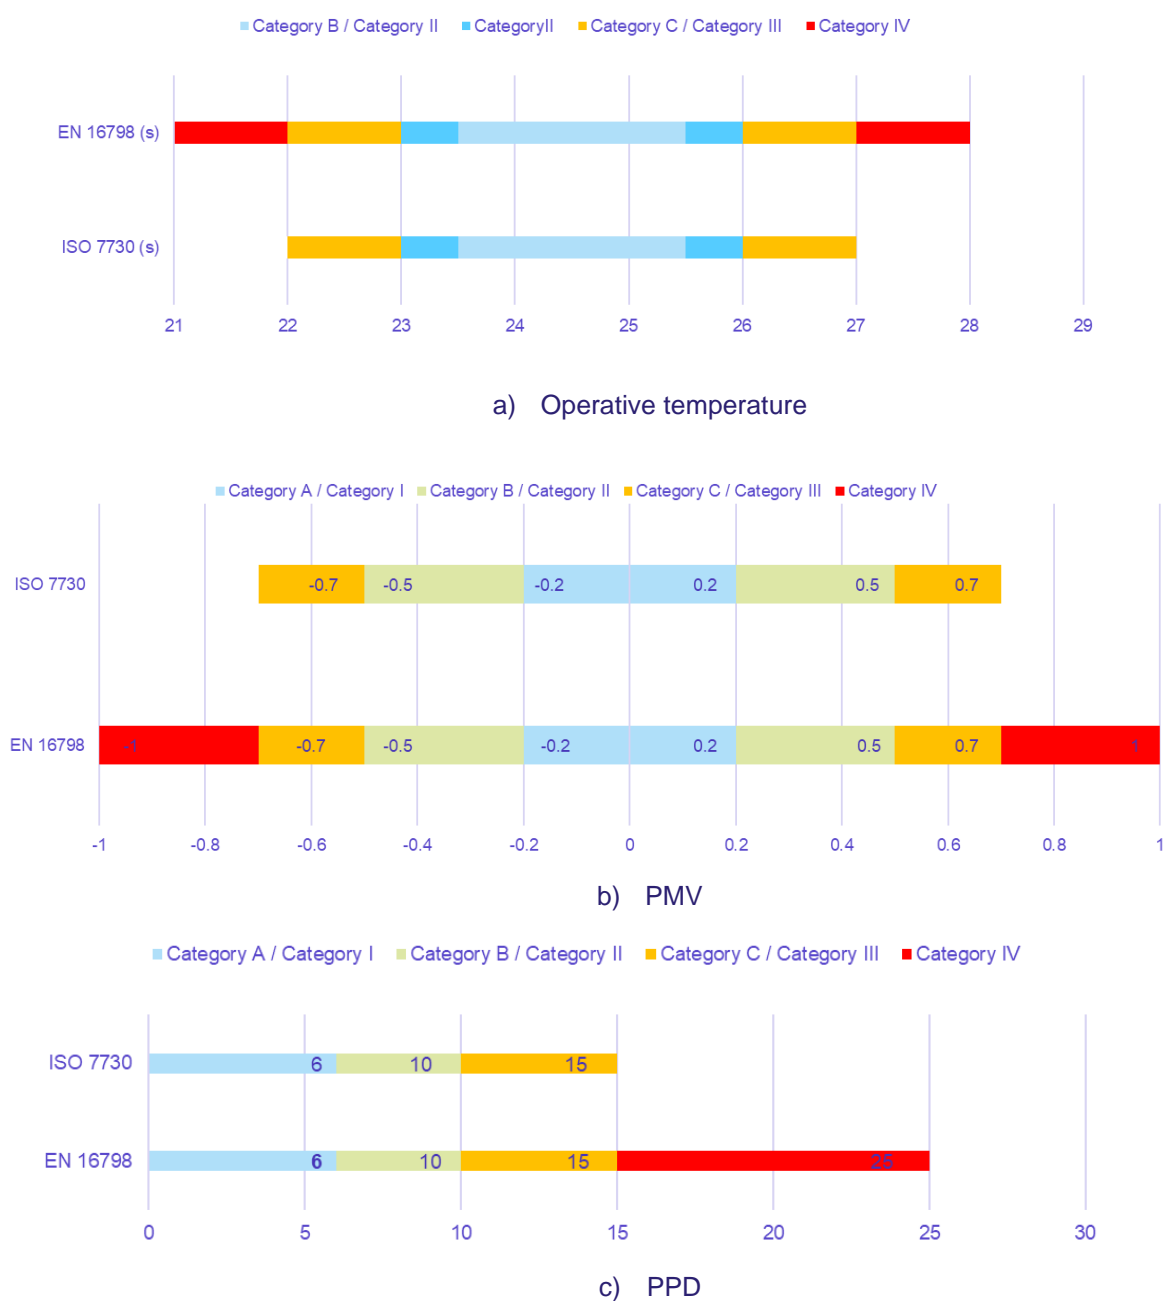 Category B / Category II CategoryII Category C / Category III Category IV
EN 16798 (s)
ISO 7730 (s)
21 22 23 24 25 26 27 28 29
a) Operative temperature
Category A / Category I Category B / Category II Category C / Category III Category IV
ISO 7730 -0.7 -0.5 -0.2 0.2 0.5 0.7
EN 16798 -1 -0.7 -0.5 -0.2 0.2 0.5 0.7 1
-1 -0.8 -0.6 -0.4 -0.2 0 0.2 0.4 0.6 0.8 1
b) PMV
Category A / Category I Category B / Category II Category C / Category III Category IV
ISO 7730 6 10 15
EN 16798 6 10 15 25
0 5 10 15 20 25 30
c) PPD